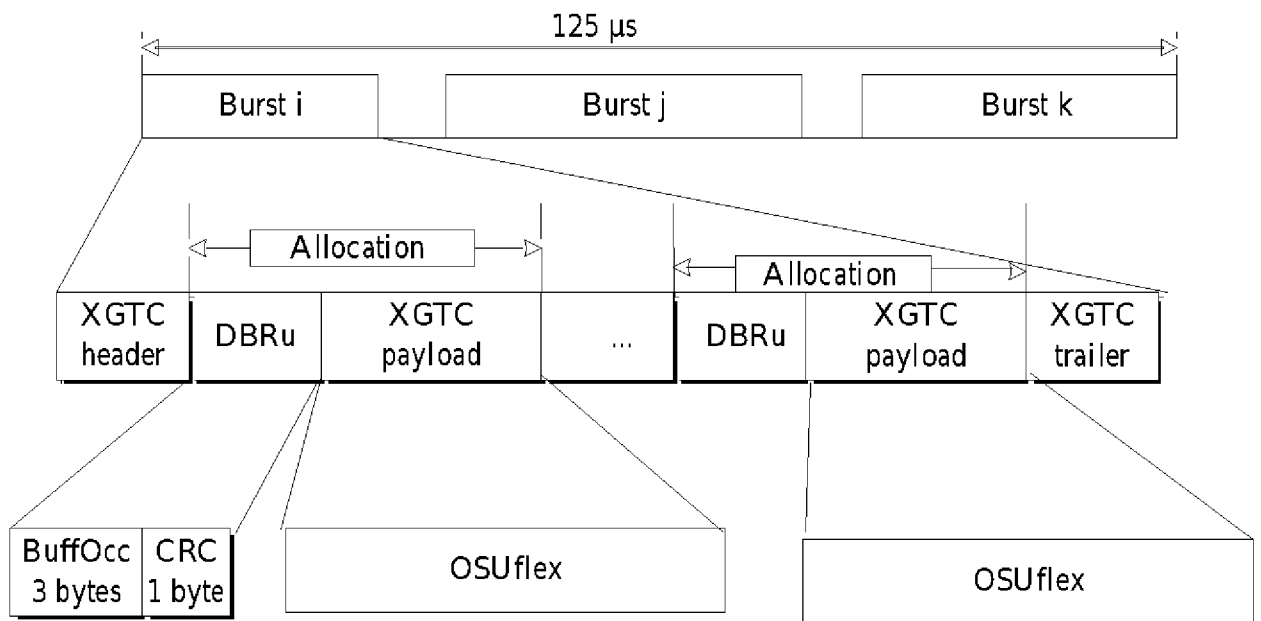 125 μs
Burst i
Burst j
Burst k
Allocation
Allocation
XGTC
header
DBRu
XGTC
payload
...
DBRu
XGTC
payload
XGTC
trailer
BuffOcc
3 bytes
CRC
1 byte
OSUflex
OSUflex